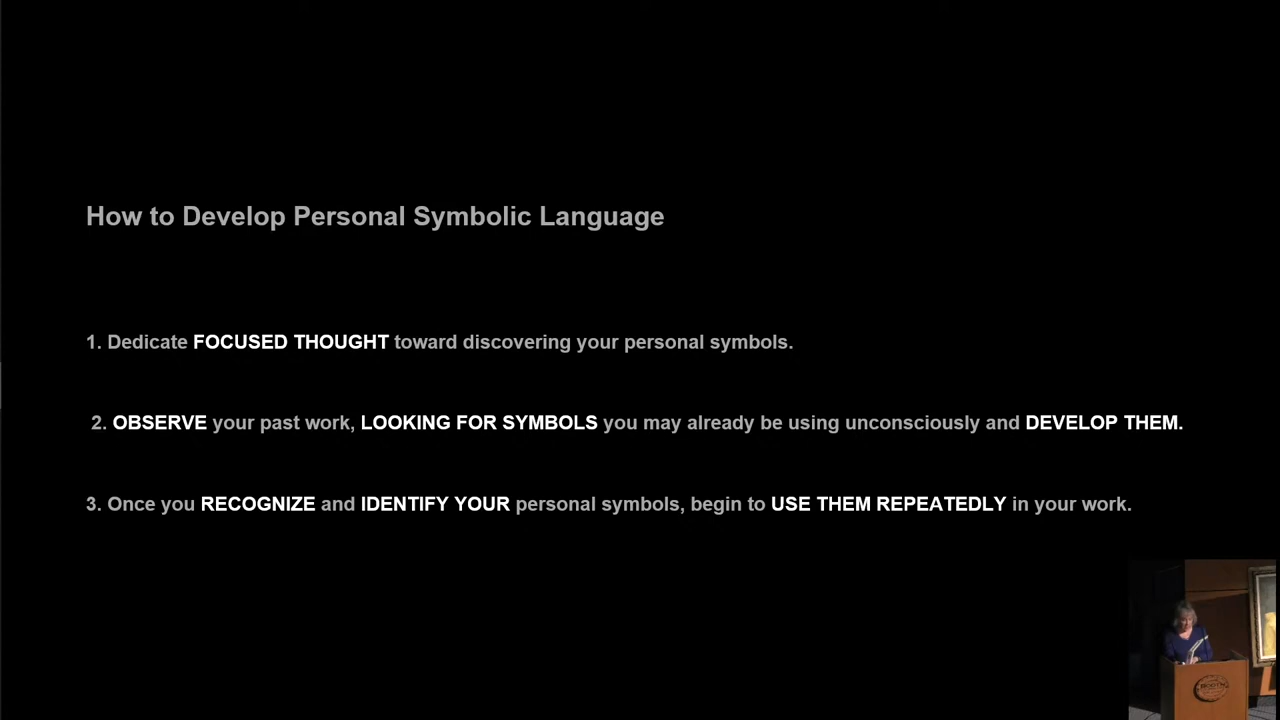 How to Develop Personal Symbolic Language
1. Dedicate FOCUSED THOUGHT toward discovering your personal symbols.
2. OBSERVE your past work, LOOKING FOR SYMBOLS you may already be using unconsciously and DEVELOP THEM.
3. Once you RECOGNIZE and IDENTIFY YOUR personal symbols, begin to USE THEM REPEATEDLY in your work.
BOOTH